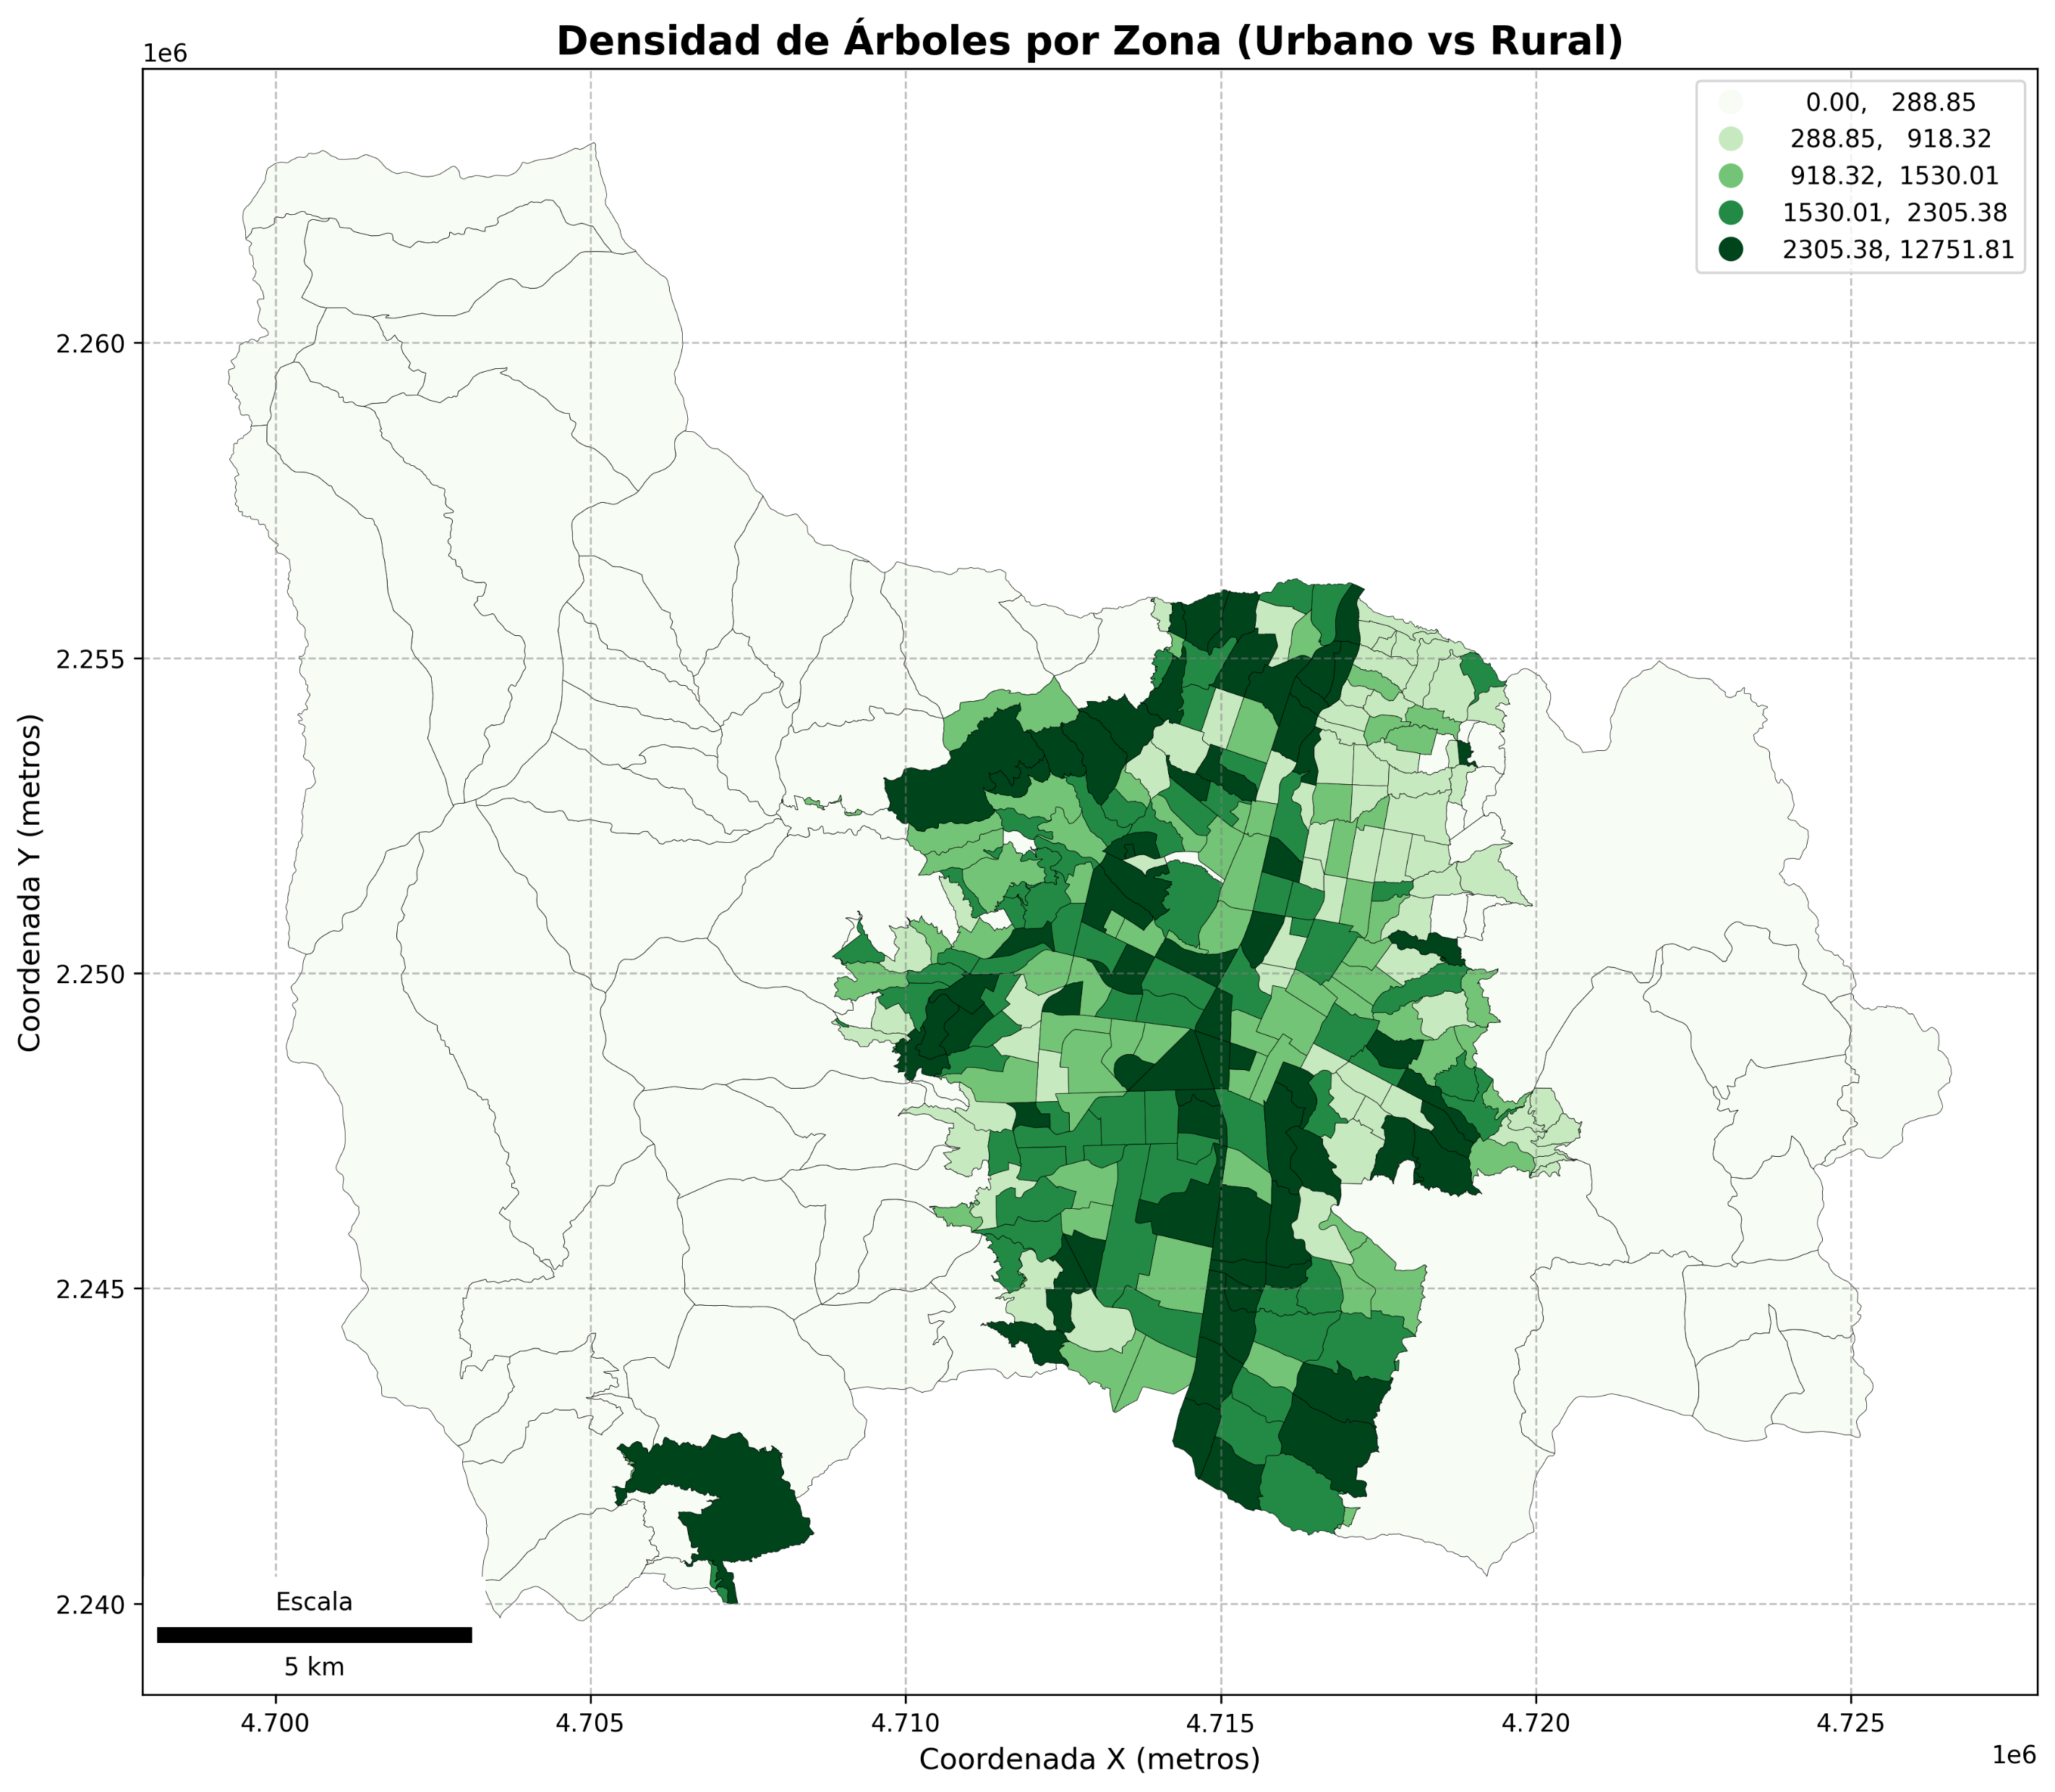 Densidad de Árboles por Zona (Urbano vs Rural)
1e6
0.00, 288.85
288.85, 918.32
918.32, 1530.01
1530.01, 2305.38
2305.38, 12751.81
2.260
2.255
2.250
2.245
2.240
Coordenada Y (metros)
Escala
5 km
4.700
4.705
4.710
4.715
4.720
4.725
1e6
Coordenada X (metros)